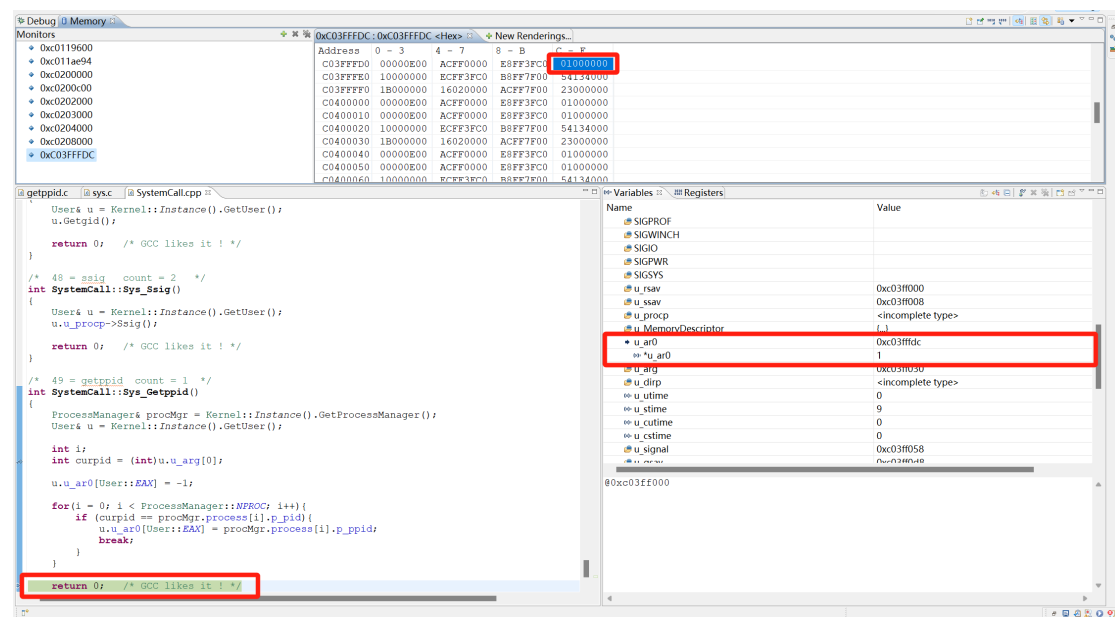 Debug Memory
Monitors
0xC03FFFDC : 0xC03FFFDC <Hex> New Renderings...
0xc0119600
0xc011ae94
0xc0200000
0xc0200c00
0xc0202000
0xc0203000
0xc0204000
0xc0208000
0xC03FFFDC
Address 0 - 3 4 - 7 8 - B C - F
C03FFFD0 00000E00 ACFF0000 E8FF3FC0 01000000
C03FFFE0 10000000 ECFF3FC0 B8FF7F00 54134000
C03FFFF0 1B000000 16020000 ACFF7F00 23000000
C0400000 00000E00 ACFF0000 E8FF3FC0 01000000
C0400010 00000E00 ACFF0000 E8FF3FC0 01000000
C0400020 10000000 ECFF3FC0 B8FF7F00 54134000
C0400030 1B000000 16020000 ACFF7F00 23000000
C0400040 00000E00 ACFF0000 E8FF3FC0 01000000
C0400050 00000E00 ACFF0000 E8FF3FC0 01000000
C0400060 10000000 ECFF3FC0 B8FF7F00 54134000
getppid.c sys.c SystemCall.cpp
User& u = Kernel::Instance().GetUser();
u.Getgid();
return 0; /* GCC likes it ! */
}
/* 48 = ssig count = 2 */
int SystemCall::Sys_Ssig()
{
User& u = Kernel::Instance().GetUser();
u.u_procp->Ssig();
return 0; /* GCC likes it ! */
}
/* 49 = getppid count = 1 */
int SystemCall::Sys_Getppid()
{
ProcessManager& procMgr = Kernel::Instance().GetProcessManager();
User& u = Kernel::Instance().GetUser();
int i;
int curpid = (int)u.u_arg[0];
u.u_ar0[User::EAX] = -1;
for(i = 0; i < ProcessManager::NPROC; i++){
if (curpid == procMgr.process[i].p_pid){
u.u_ar0[User::EAX] = procMgr.process[i].p_ppid;
break;
}
}
return 0; /* GCC likes it ! */
Variables Registers
Name Value
SIGPROF
SIGWINCH
SIGIO
SIGPWR
SIGSYS
u_rsav 0xc03ff000
u_ssav 0xc03ff008
u_procp <incomplete type>
u_MemoryDescriptor {...}
u_ar0 0xc03fffdc
*u_ar0 1
u_arg 0xc03ff030
u_dirp <incomplete type>
u_utime 0
u_stime 9
u_cutime 0
u_cstime 0
u_signal 0xc03ff058
u_qsav 0xc03ff0d8
@0xc03ff000